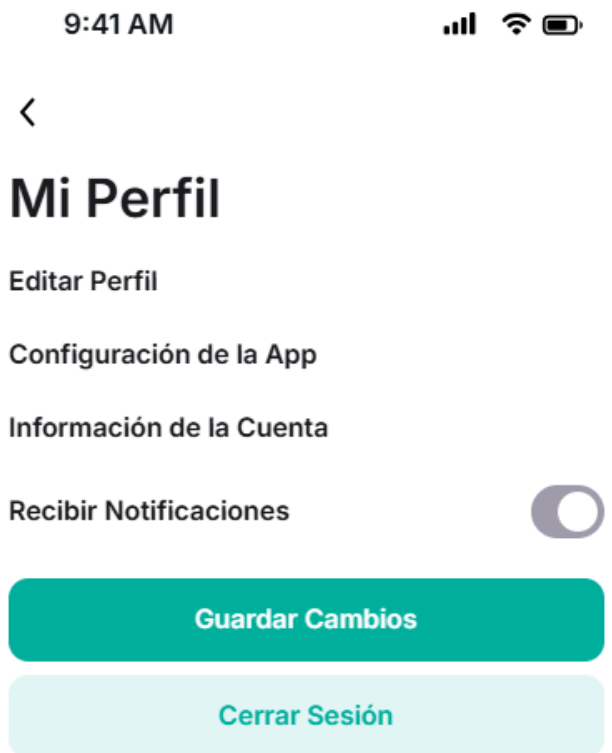 9:41 AM
Mi Perfil
Editar Perfil
Configuración de la App
Información de la Cuenta
Recibir Notificaciones
Guardar Cambios
Cerrar Sesión